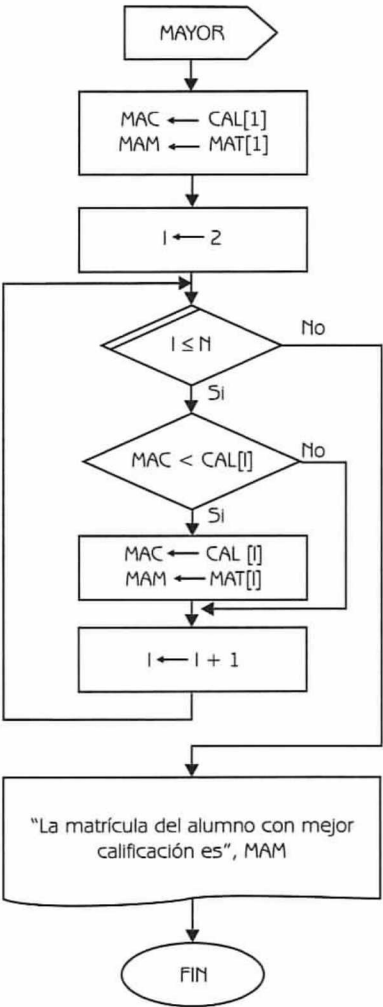 MAYOR
MAC ← CAL[1]
MAM ← MAT[1]
I ← 2
I ≤ N
No
Si
MAC < CAL[I]
No
Si
MAC ← CAL [I]
MAM ← MAT[I]
I ← I + 1
“La matrícula del alumno con mejor
calificación es”, MAM
FIN